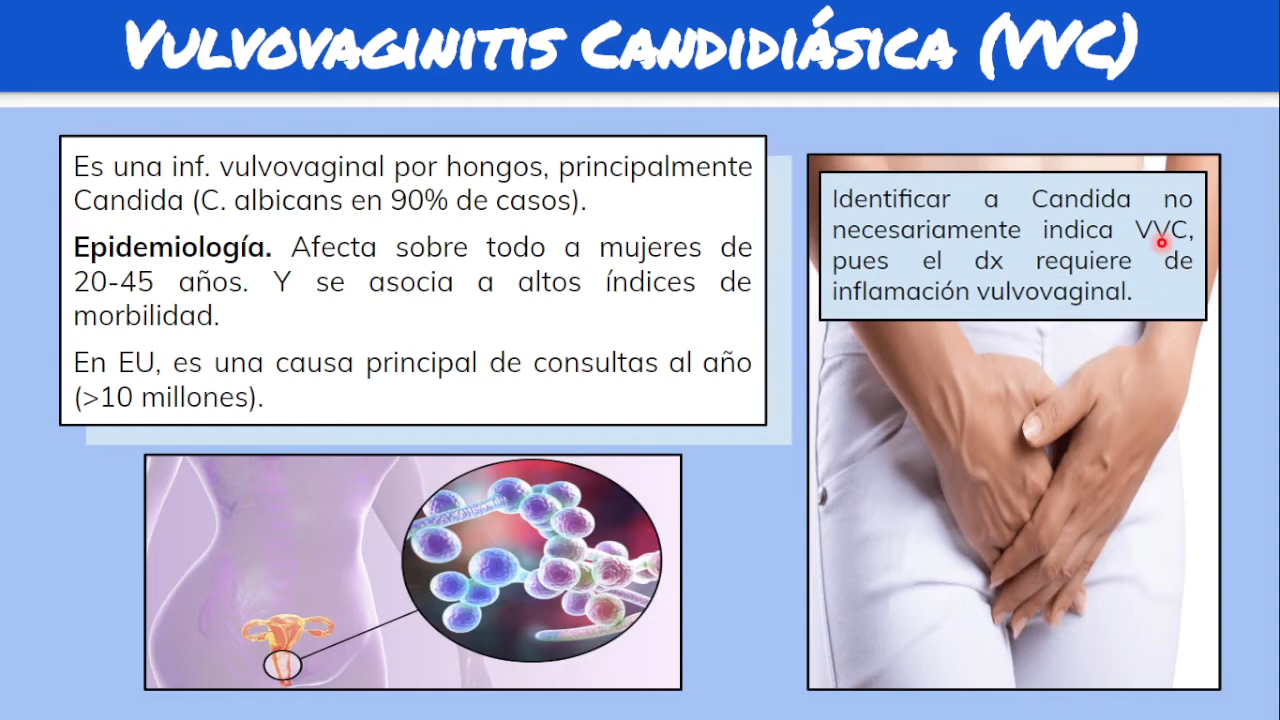 VULVOVAGINITIS CANDIDIÁSICA (VVC)
Es una inf. vulvovaginal por hongos, principalmente
Candida (C. albicans en 90% de casos).
Epidemiología. Afecta sobre todo a mujeres de
20-45 años. Y se asocia a altos índices de
morbilidad.
En EU, es una causa principal de consultas al año
(>10 millones).
Identificar a Candida no
necesariamente indica VVC,
pues el dx requiere de
inflamación vulvovaginal.